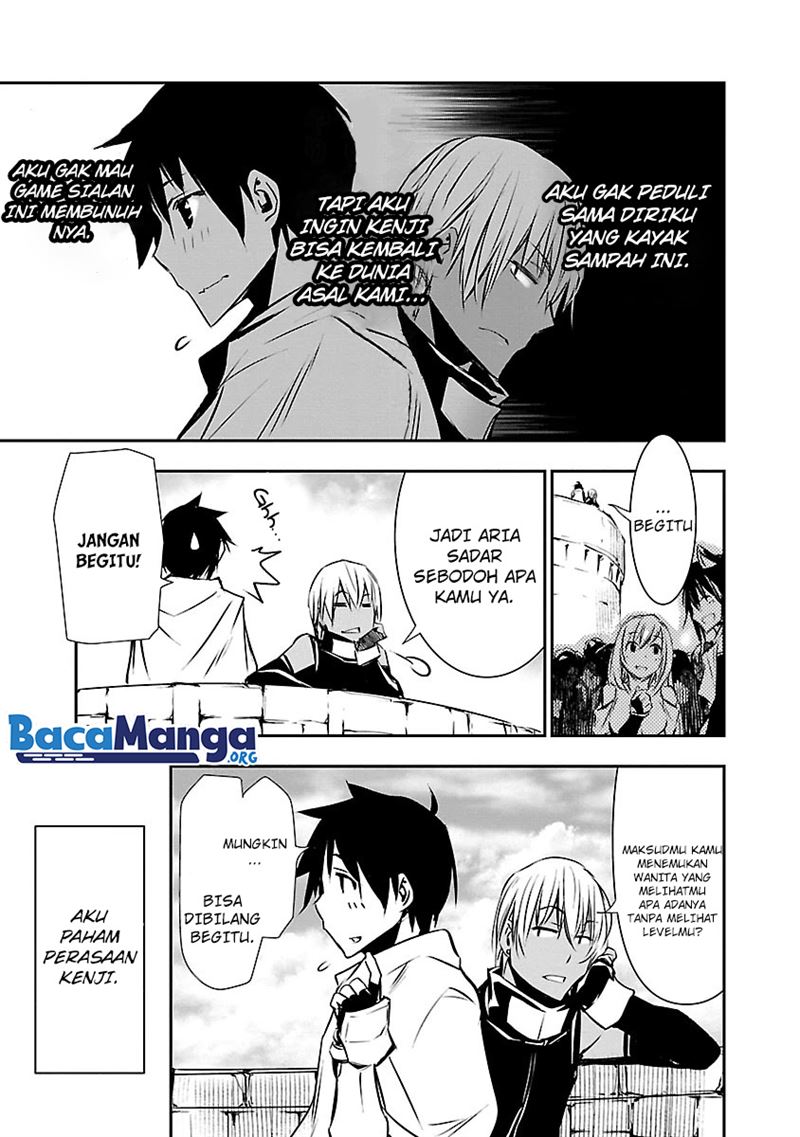 AKU GAK PEDULI
SAMA DIRIKU
YANG KAYAK
SAMPAH INI.
TAPI AKU
INGIN KENJI
BISA KEMBALI
KE DUNIA
ASAL KAMI...
AKU GAK MAU
GAME SIALAN
INI MEMBUNUH
NYA.
...
BEGITU
JADI ARIA
SADAR
SEBODOH APA
KAMU YA.
Ghh...
JANGAN
BEGITU!
BacaManga
.ORG
MAKSUDMU KAMU
MENEMUKAN
WANITA YANG
MELIHATMU
APA ADANYA
TANPA MELIHAT
LEVELMU?
MUNGKIN
...
BISA
DIBILANG
BEGITU.
AKU
PAHAM
PERASAAN
KENJI.